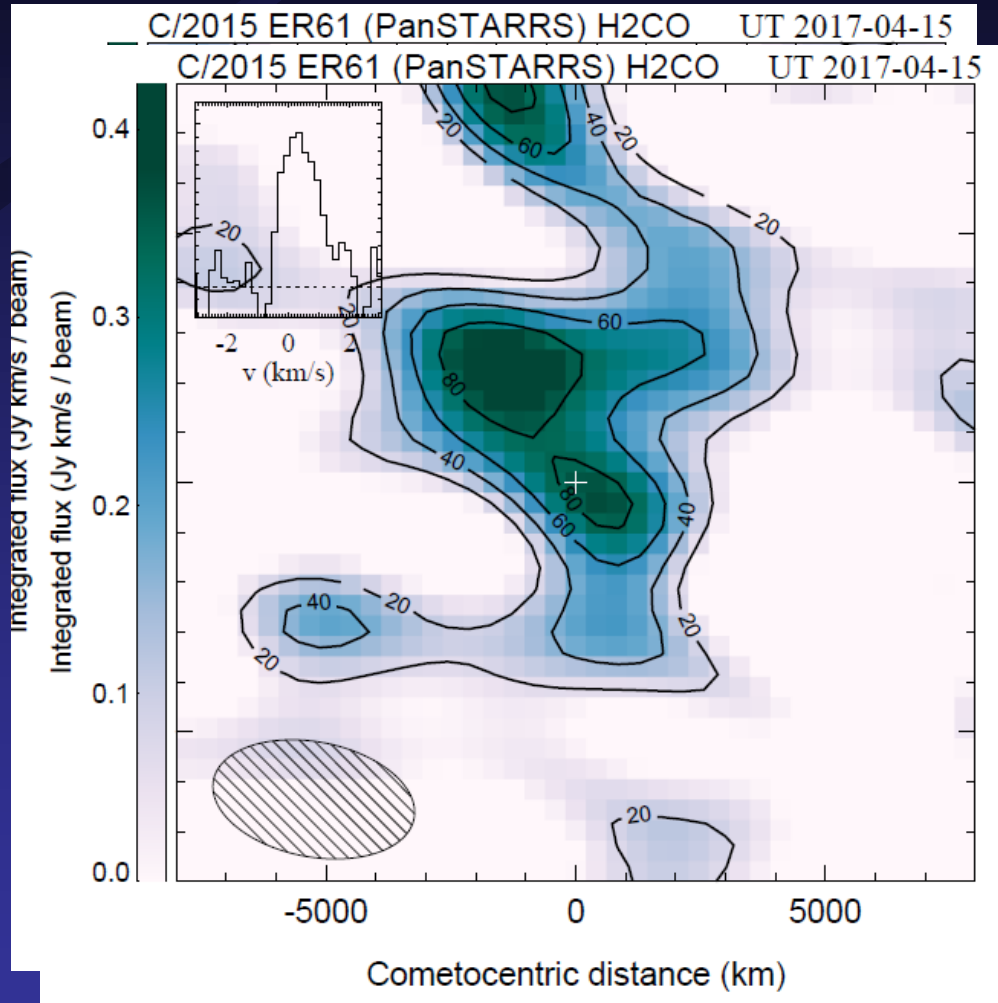 C/2015 ER61 (PanSTARRS) H2CO UT 2017-04-15
C/2015 ER61 (PanSTARRS) H2CO UT 2017-04-15
Integrated flux (Jy km/s / beam)
Integrated flux (Jy km/s / beam)
0.4
0.3
0.2
0.1
0.0
20
60
40
20
20
20
20
-2 0 2
v (km/s)
60
80
40
80
60
40
40
20
20
20
20
-5000 0 5000
Cometocentric distance (km)